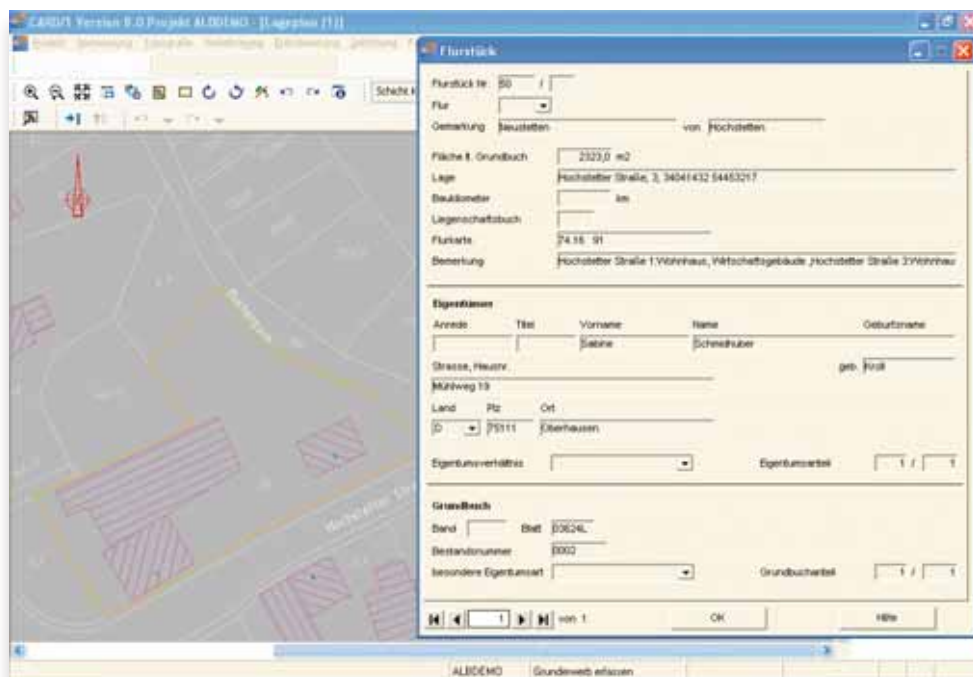 CARD/1 Version 8.0 Projekt ALBDEMO - [Lageplan (1)]
Flurstück
Flurstück Nr. 50 /
Flur
Gemarkung Neustetten von Hochstetten
Fläche lt. Grundbuch 2323,0 m2
Lage Hochstetter Straße, 3, 34041432 54453217
Baukilometer km
Liegenschaftsbuch
Flurkarte 74.16 91
Bemerkung Hochstetter Straße 1:Wohnhaus, Wirtschaftsgebäude ,Hochstetter Straße 3:Wohnhau
Eigentümer
Anrede Titel Vorname Name Geburtsname
Sabine Schmidhuber
Strasse, Hausnr. geb. Kroll
Mühlweg 19
Land Plz Ort
D 75111 Oberhausen
Eigentumsverhältnis Eigentumsanteil 1 / 1
Grundbuch
Band Blatt 03624L
Bestandsnummer 0002
besondere Eigentumsart Grundbuchanteil 1 / 1
1 von 1 OK Hilfe
Schicht
Hochstetter Stra
ALBDEMO Grunderwerb erfassen